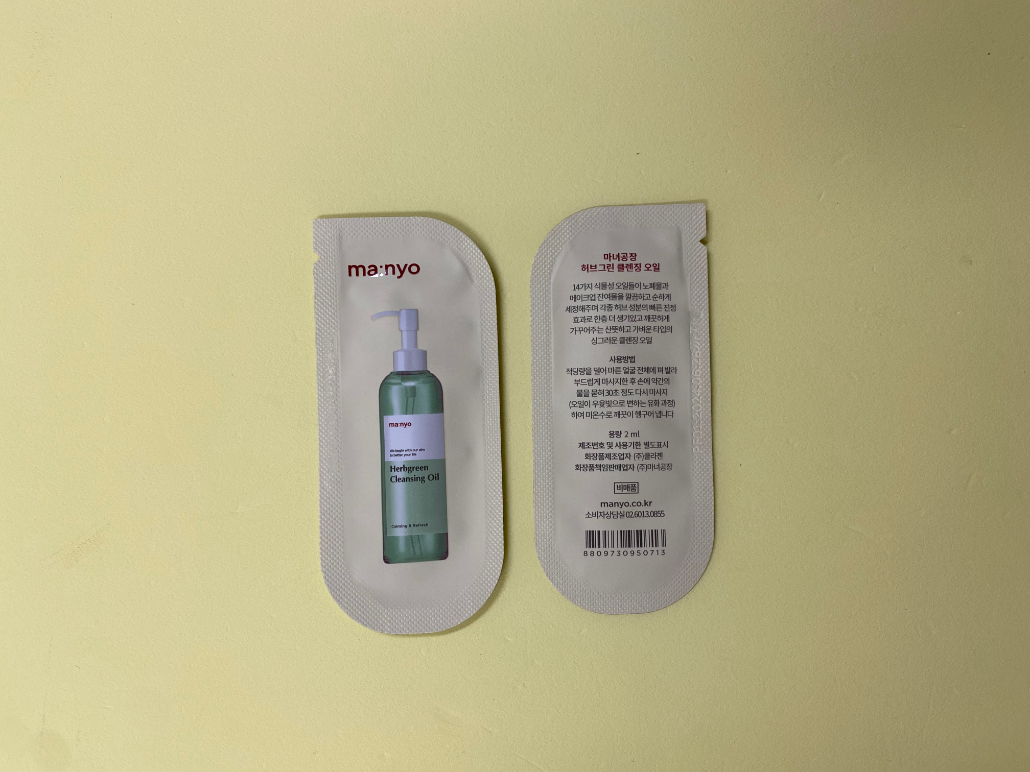 ma:nyo
ma:nyo
Herbgreen
Cleansing Oil
Calming & Refresh
마녀공장
허브그린 클렌징 오일
14가지 식물성 오일들이 노폐물과
메이크업 잔여물을 말끔하고 순하게
세정해주며 각종 허브 성분의 빠른 진정
효과로 한층 더 생기있고 깨끗하게
가꾸어주는 산뜻하고 가벼운 타입의
싱그러운 클렌징 오일
사용방법
적당량을 덜어 마른 얼굴 전체에 펴 발라
부드럽게 마사지한 후 손에 약간의
물을 묻혀 30초 정도 다시 마사지
(오일이 우윳빛으로 변하는 유화 과정)
하여 미온수로 깨끗이 헹구어 냅니다
용량 2 ml
제조번호 및 사용기한 별도표시
화장품제조업자 (주)콜라겐
화장품책임판매업자 (주)마녀공장
비매품
manyo.co.kr
소비자상담실 02.6013.0855
8809730950713